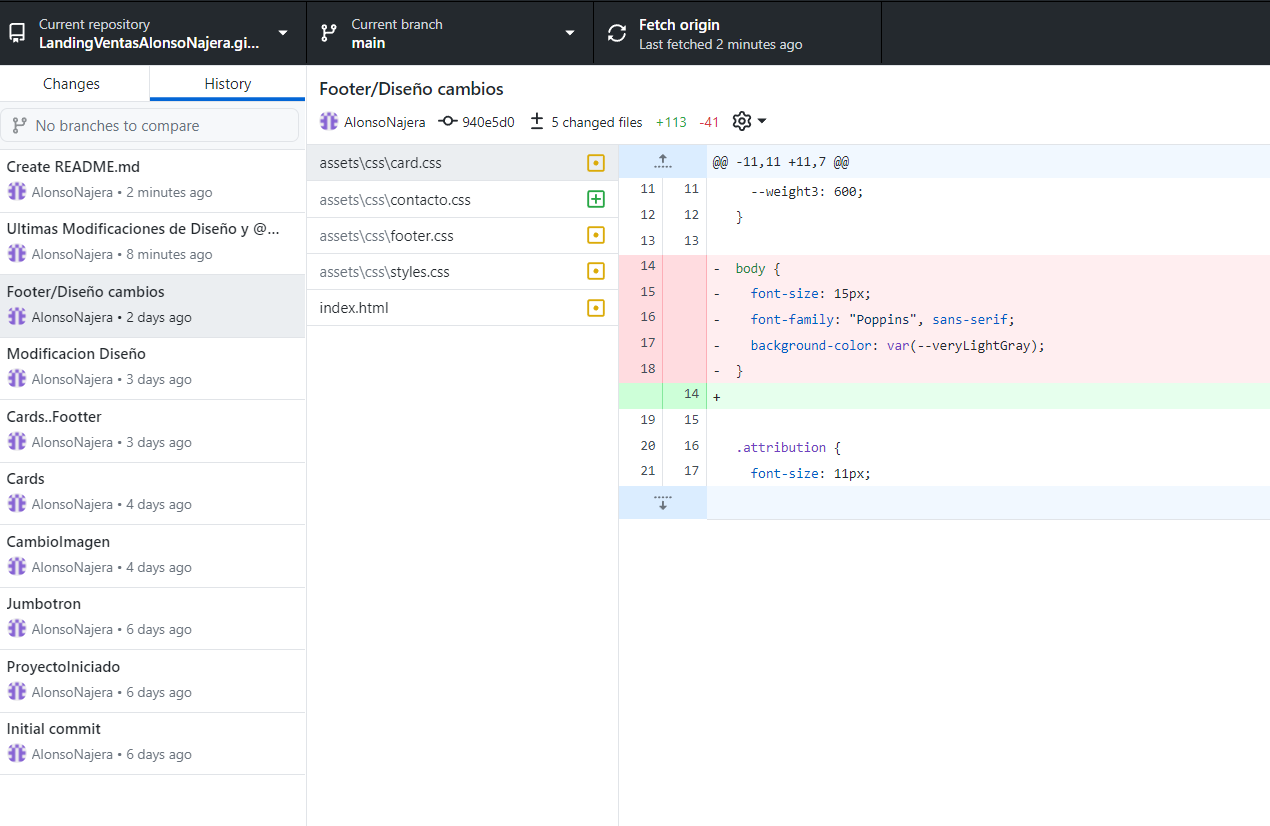 Current repository
LandingVentasAlonsoNajera.gi...
Current branch
main
Fetch origin
Last fetched 2 minutes ago
Changes
History
No branches to compare
Create README.md
AlonsoNajera • 2 minutes ago
Ultimas Modificaciones de Diseño y @...
AlonsoNajera • 8 minutes ago
Footer/Diseño cambios
AlonsoNajera • 2 days ago
Modificacion Diseño
AlonsoNajera • 3 days ago
Cards..Footter
AlonsoNajera • 3 days ago
Cards
AlonsoNajera • 4 days ago
CambioImagen
AlonsoNajera • 4 days ago
Jumbotron
AlonsoNajera • 6 days ago
ProyectoIniciado
AlonsoNajera • 6 days ago
Initial commit
AlonsoNajera • 6 days ago
Footer/Diseño cambios
AlonsoNajera 940e5d0 ± 5 changed files +113 -41
assets\css\card.css
assets\css\contacto.css
assets\css\footer.css
assets\css\styles.css
index.html
@@ -11,11 +11,7 @@
11 11 --weight3: 600;
12 12 }
13 13
14 - body {
15 - font-size: 15px;
16 - font-family: "Poppins", sans-serif;
17 - background-color: var(--veryLightGray);
18 - }
14 +
19 15
20 16 .attribution {
21 17 font-size: 11px;